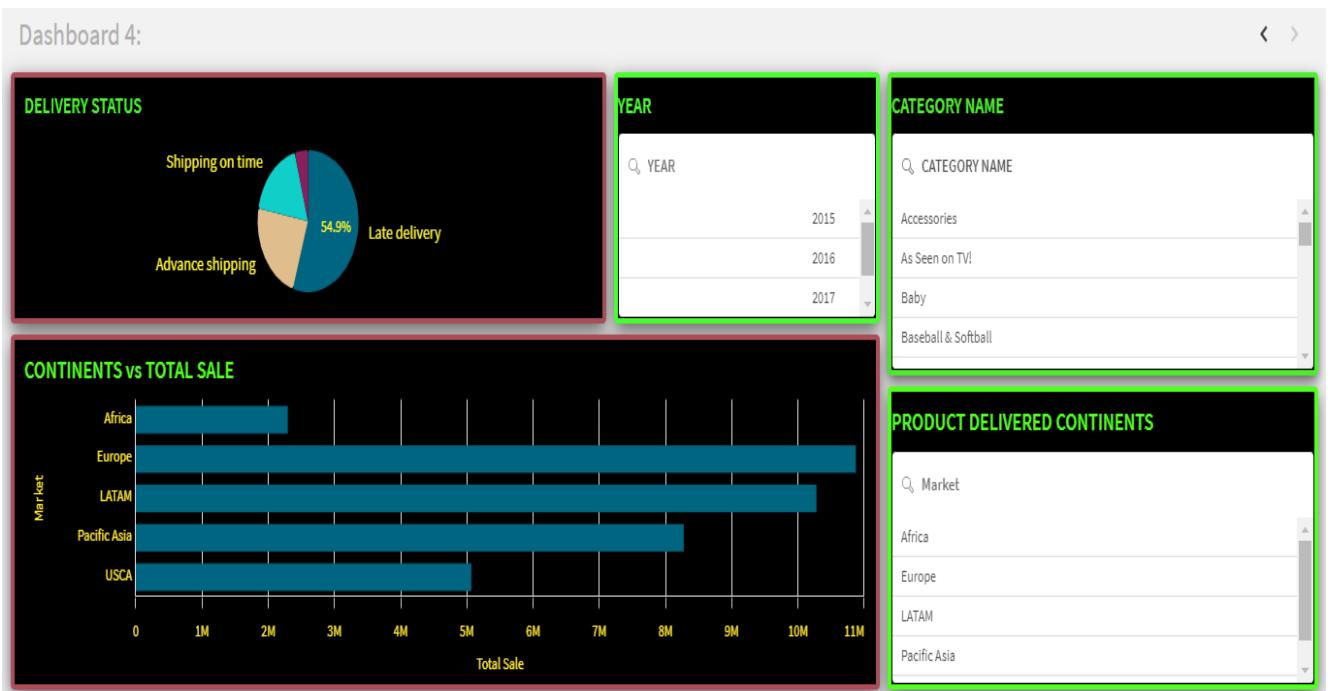 Dashboard 4:
DELIVERY STATUS
Shipping on time
54.9%
Late delivery
Advance shipping
YEAR
YEAR
2015
2016
2017
CATEGORY NAME
CATEGORY NAME
Accessories
As Seen on TV!
Baby
Baseball & Softball
CONTINENTS vs TOTAL SALE
Market
Africa
Europe
LATAM
Pacific Asia
USCA
0 1M 2M 3M 4M 5M 6M 7M 8M 9M 10M 11M
Total Sale
PRODUCT DELIVERED CONTINENTS
Market
Africa
Europe
LATAM
Pacific Asia